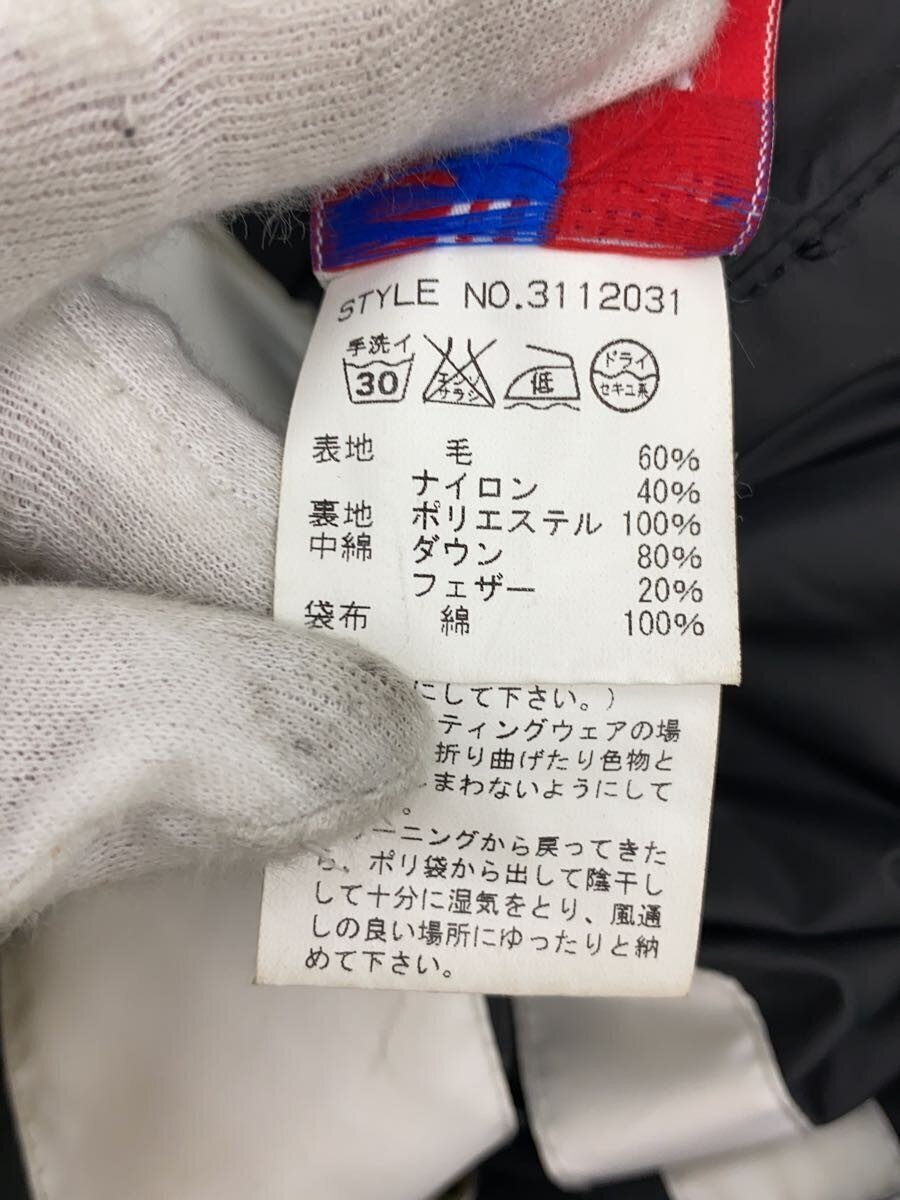 STYLE NO.3112031
手洗イ
30
エンソ
チラシ
低
ドライ
セキユ系
表地 毛 60%
ナイロン 40%
裏地 ポリエステル 100%
中綿 ダウン 80%
フェザー 20%
袋布 綿 100%
にして下さい。)
ティングウェアの場
折り曲げたり色物と
まわないようにして
。
ーニングから戻ってきた
ら、ポリ袋から出して陰干し
して十分に湿気をとり、風通
しの良い場所にゆったりと納
めて下さい。